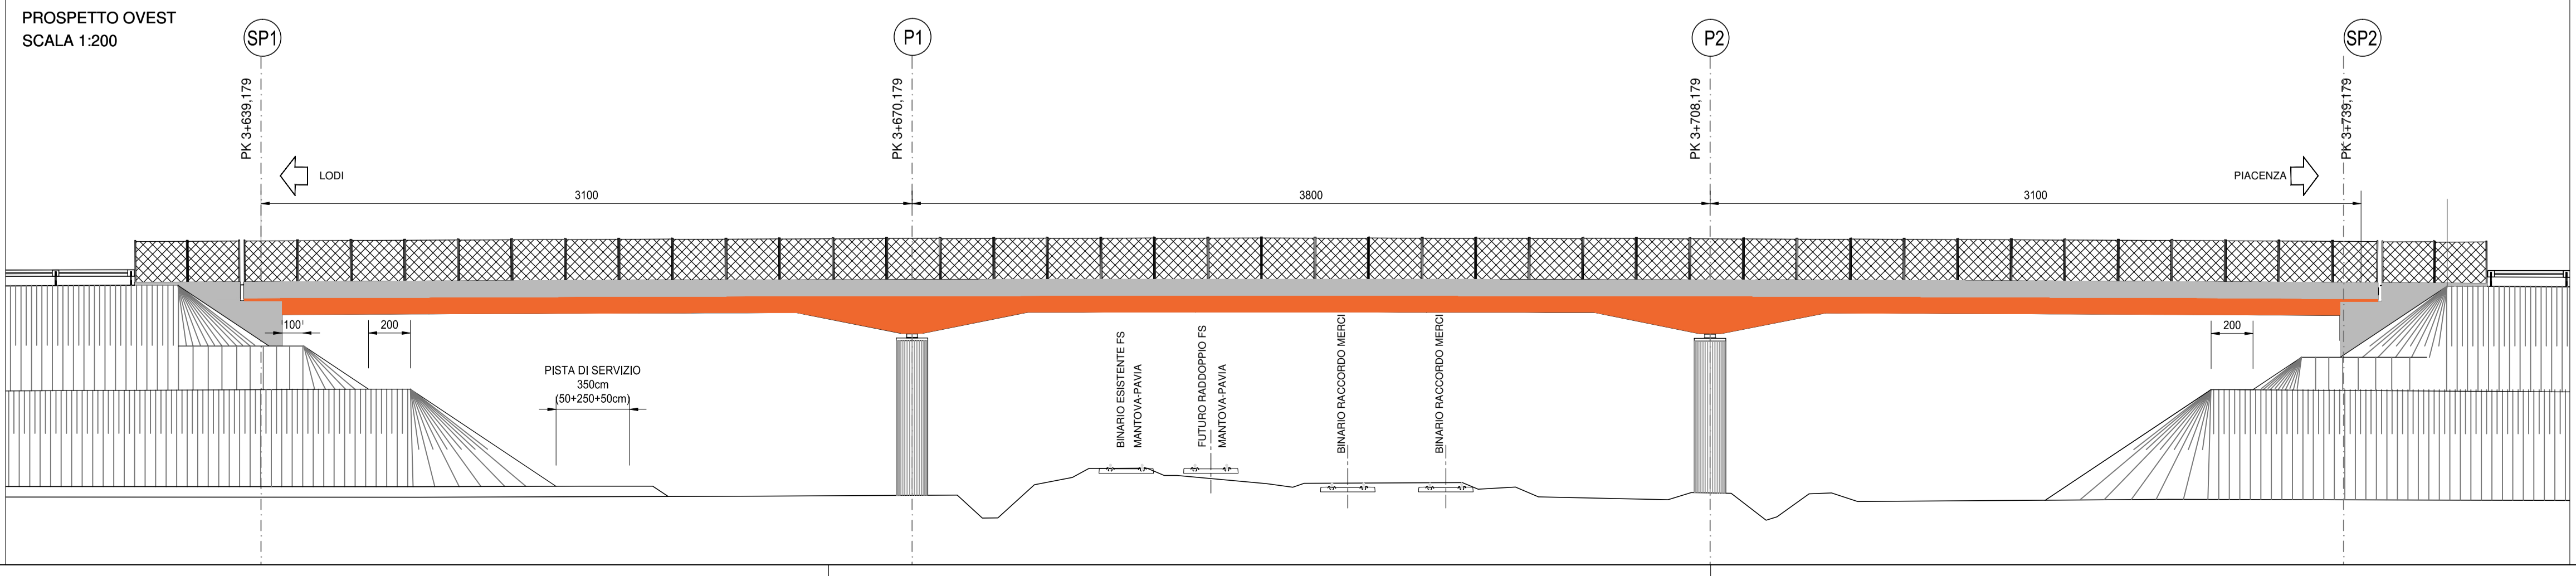 PROSPETTO OVEST
SCALA 1:200
SP1
P1
P2
SP2
PK 3+639,179
PK 3+670,179
PK 3+708,179
PK 3+739,179
LODI
PIACENZA
3100
3800
3100
100
200
200
PISTA DI SERVIZIO
350cm
(50+250+50cm)
BINARIO ESISTENTE FS
MANTOVA-PAVIA
FUTURO RADDOPPIO FS
MANTOVA-PAVIA
BINARIO RACCORDO MERCI
BINARIO RACCORDO MERCI